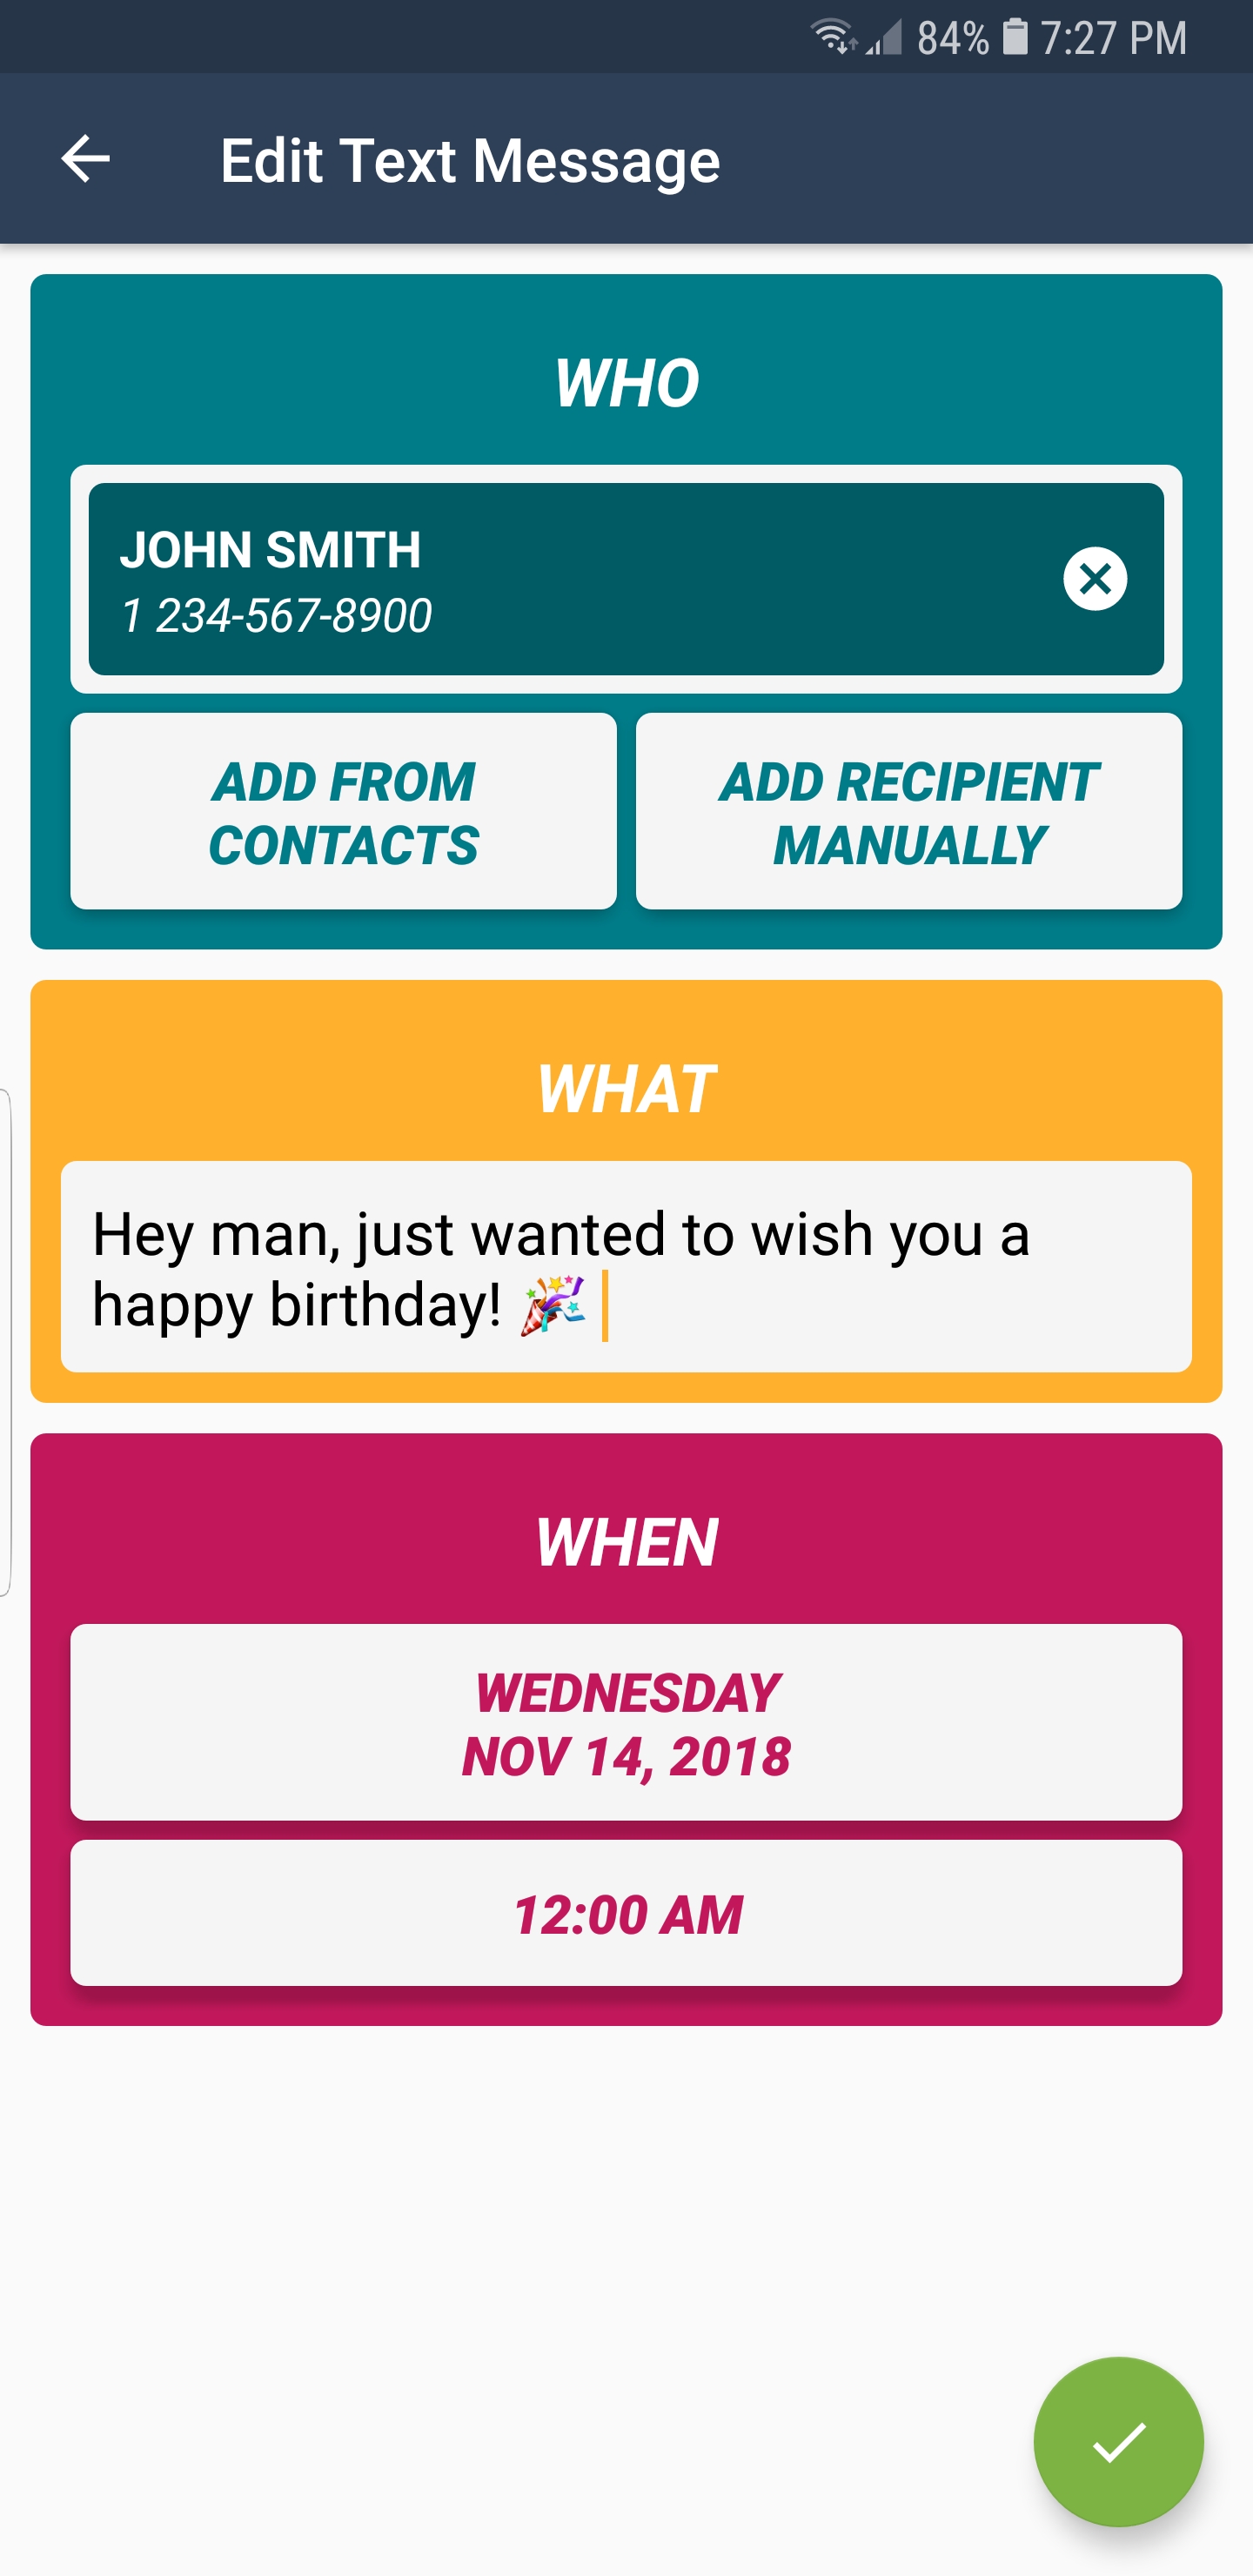 84% 7:27 PM
Edit Text Message
WHO
JOHN SMITH
1 234-567-8900
ADD FROM
CONTACTS
ADD RECIPIENT
MANUALLY
WHAT
Hey man, just wanted to wish you a
happy birthday! 🎉
WHEN
WEDNESDAY
NOV 14, 2018
12:00 AM